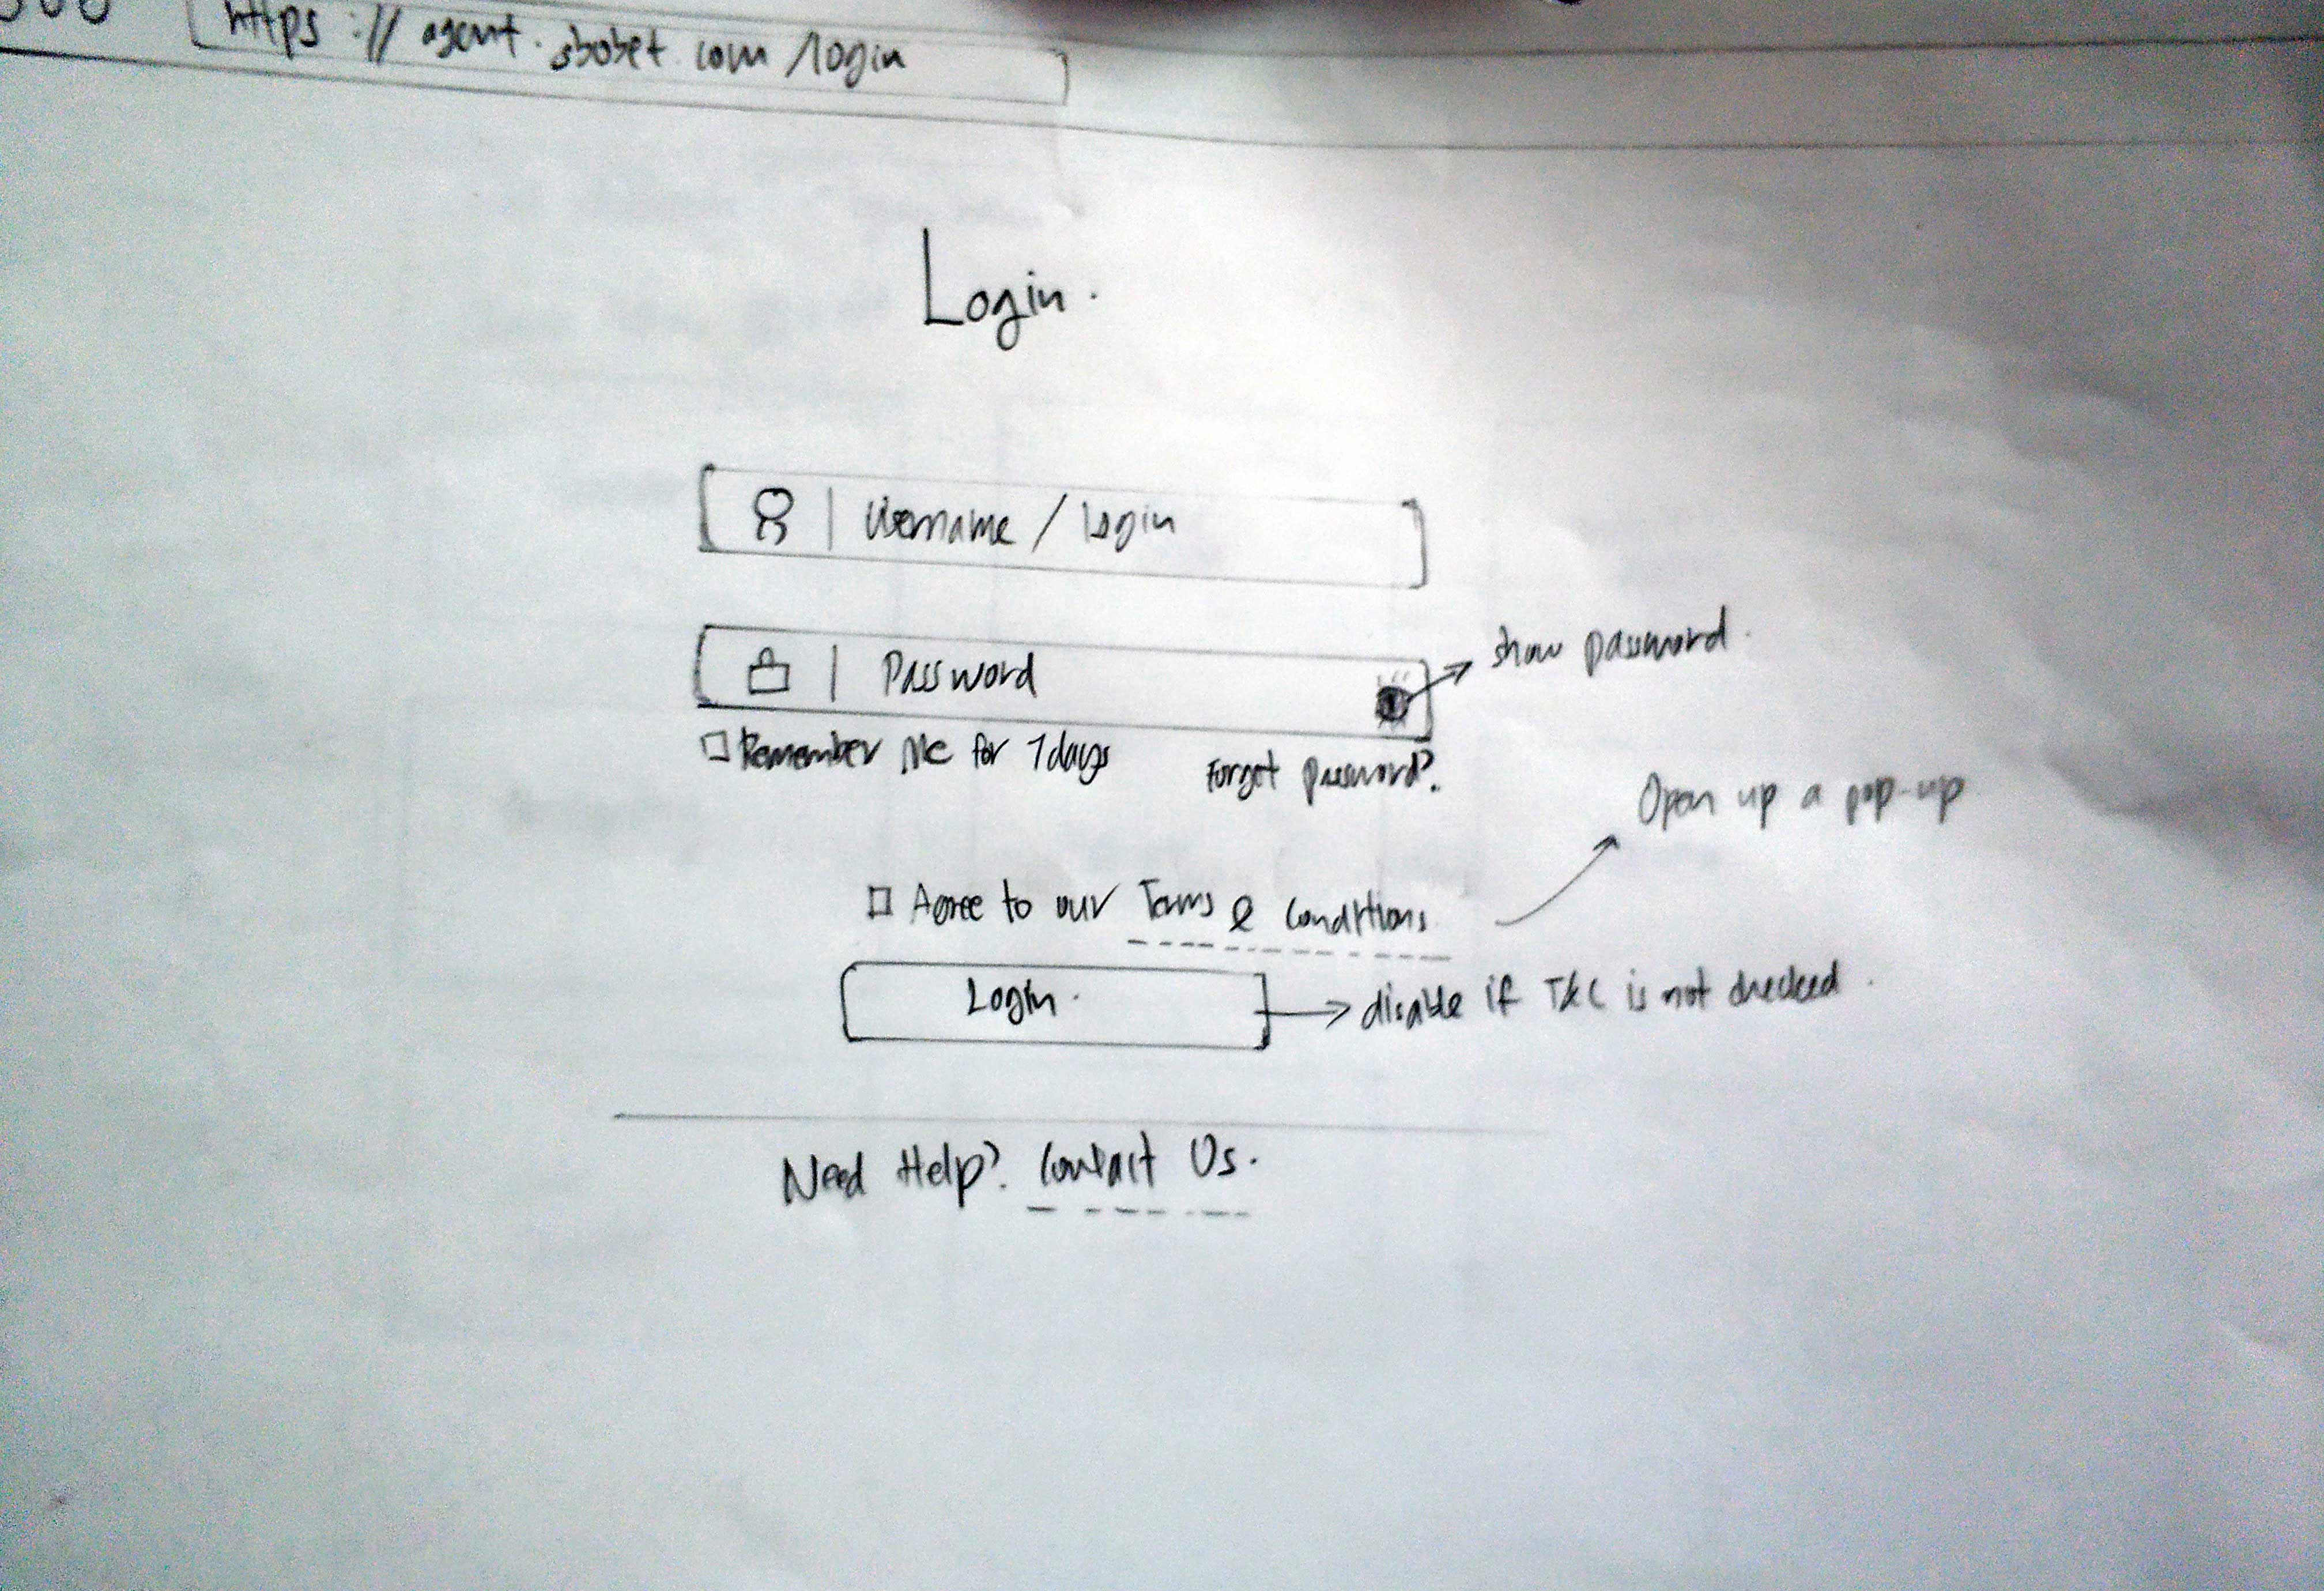 https://agent.sbobet.com/login
Login.
Username / Login
Password
show password.
Remember Me for 7days
Forgot password?
Open up a pop-up
Agree to our Terms & Conditions
Login.
disable if T&C is not checked.
Need Help? Contact Us.